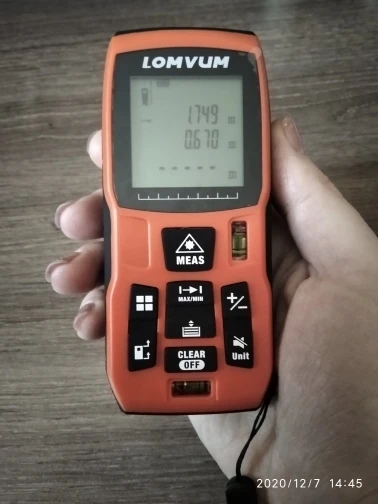 LOMVUM
1.749 m
0.670 m
- - - - - m
MEAS
MAX/MIN
+/-
CLEAR
OFF
Unit
2020/12/7 14:45